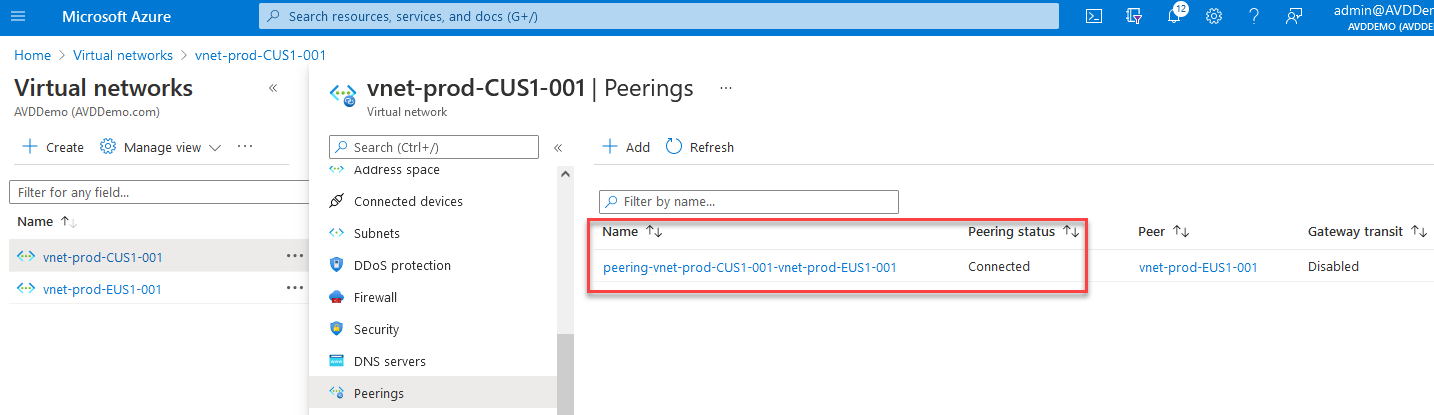 Microsoft Azure
Search resources, services, and docs (G+/)
12
admin@AVDDe
AVDDEMO (AVDDE
Home > Virtual networks > vnet-prod-CUS1-001
Virtual networks
AVDDemo (AVDDemo.com)
+ Create Manage view ...
Filter for any field...
Name
vnet-prod-CUS1-001 ...
vnet-prod-EUS1-001 ...
vnet-prod-CUS1-001 | Peerings ...
Virtual network
Search (Ctrl+/)
Address space
Connected devices
Subnets
DDoS protection
Firewall
Security
DNS servers
Peerings
+ Add Refresh
Filter by name...
Name Peering status Peer Gateway transit
peering-vnet-prod-CUS1-001-vnet-prod-EUS1-001 Connected vnet-prod-EUS1-001 Disabled